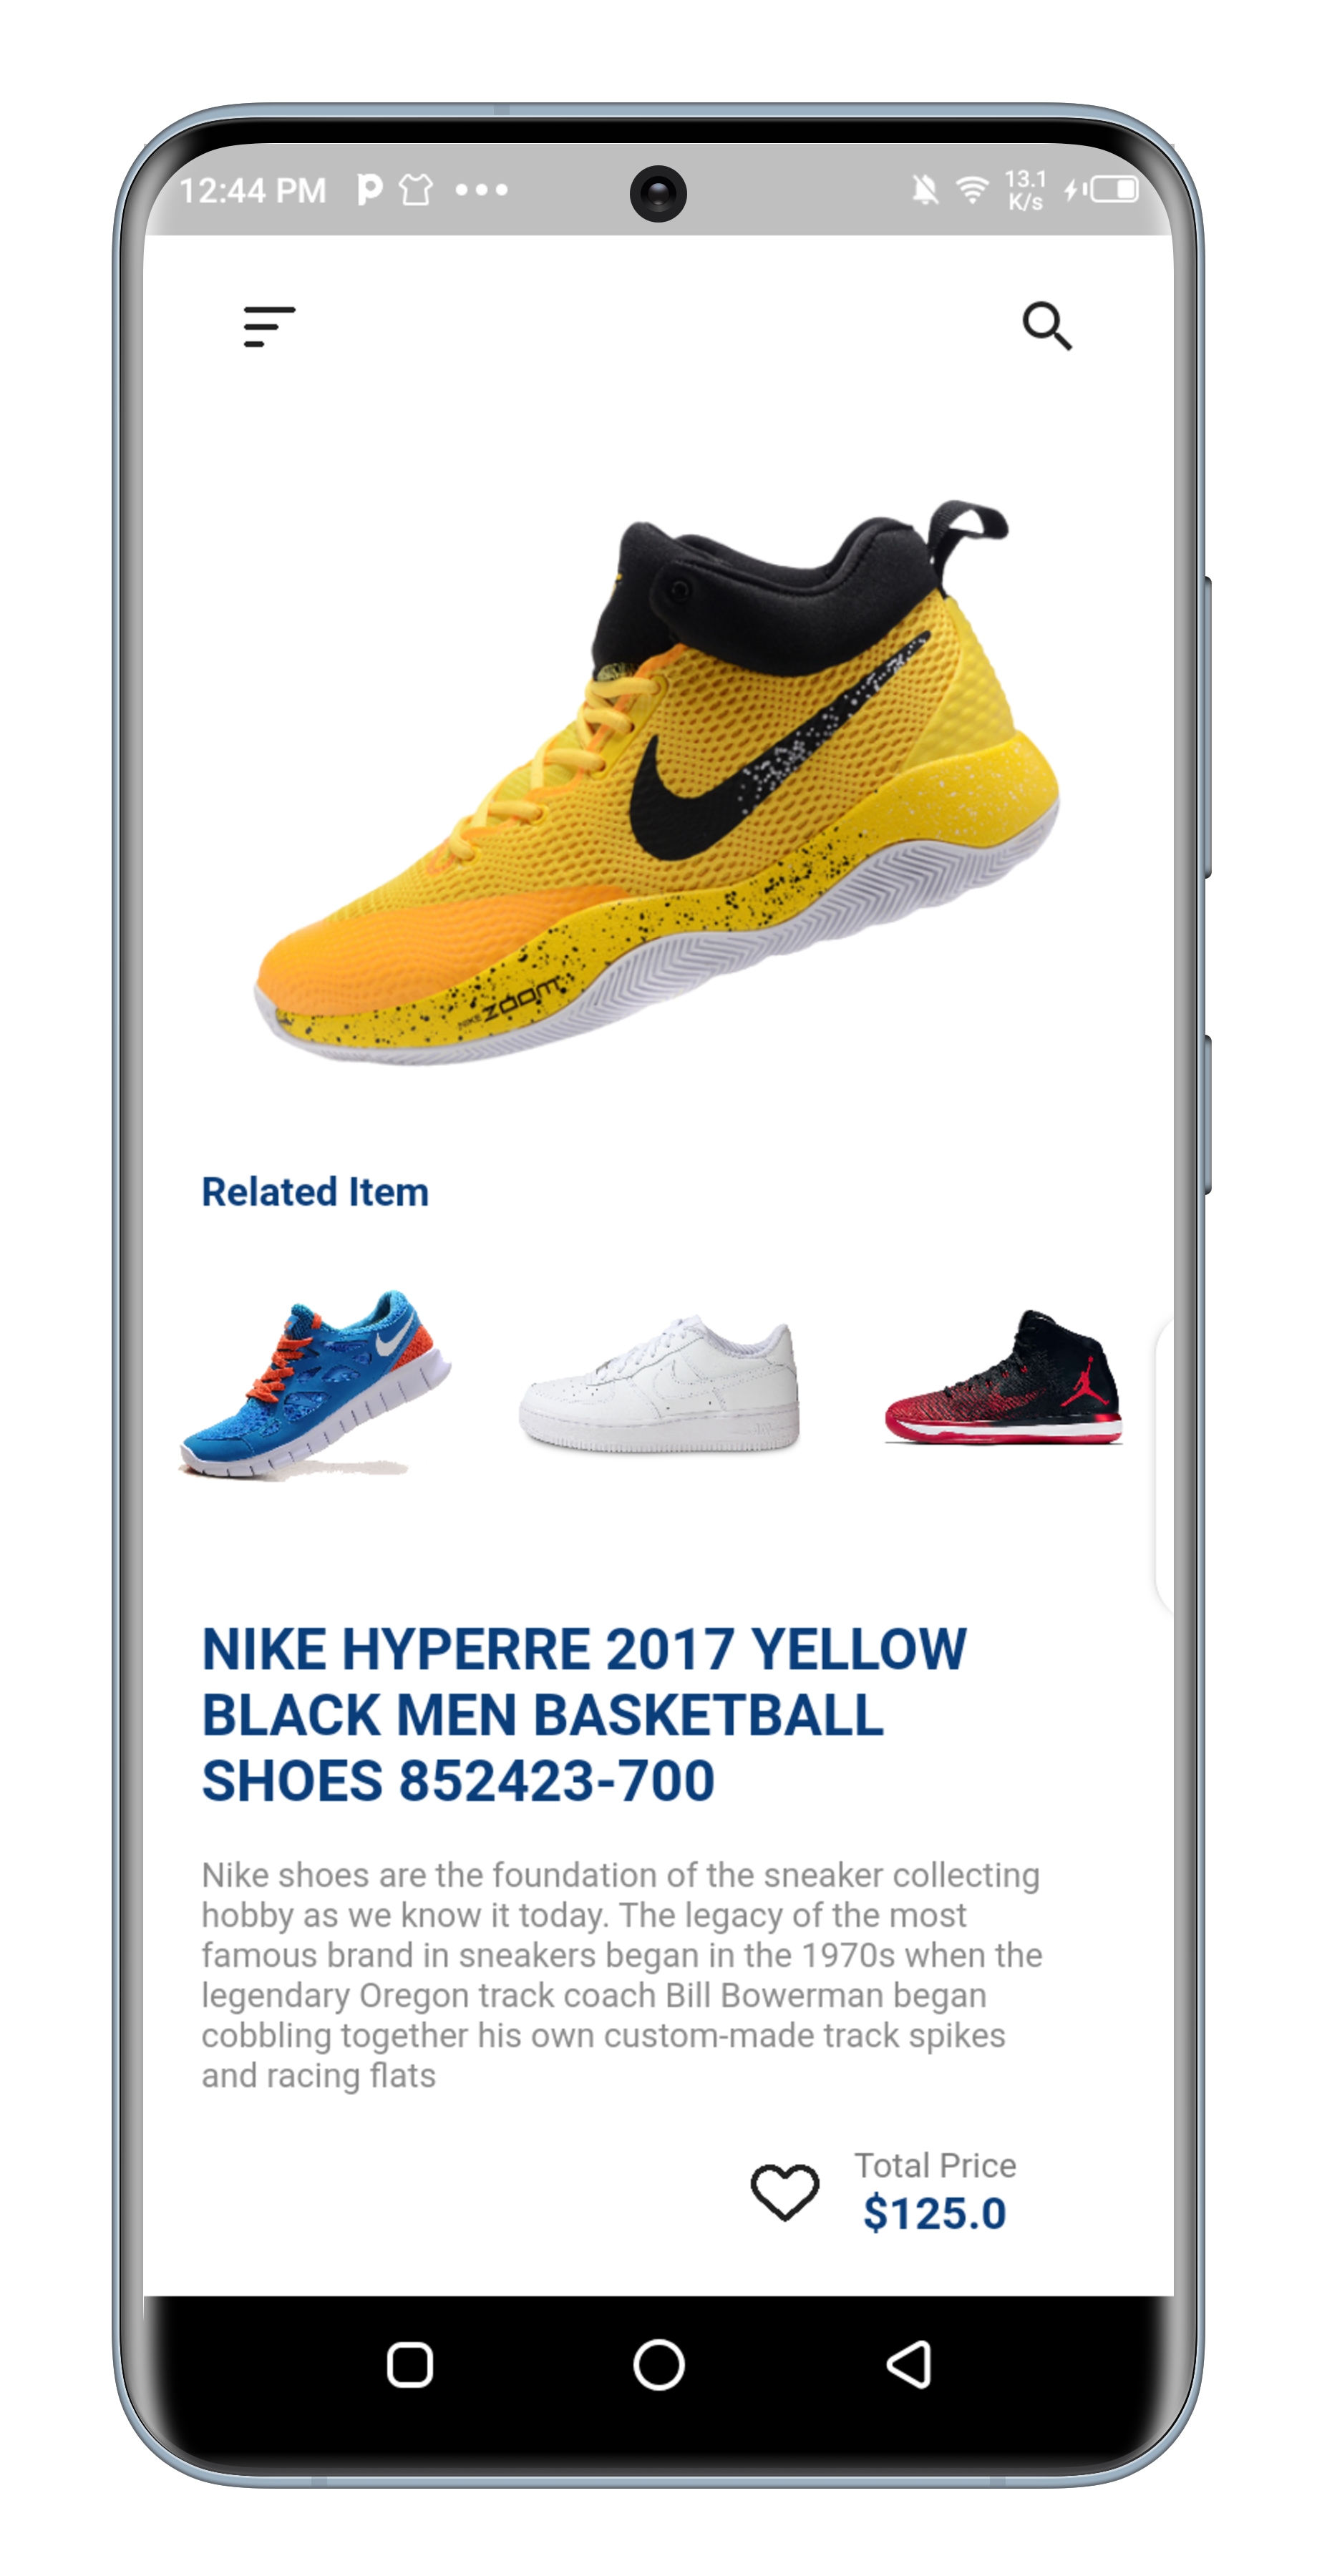 12:44 PM
13.1
K/s
NIKE ZOOM
Related Item
NIKE HYPERRE 2017 YELLOW
BLACK MEN BASKETBALL
SHOES 852423-700
Nike shoes are the foundation of the sneaker collecting
hobby as we know it today. The legacy of the most
famous brand in sneakers began in the 1970s when the
legendary Oregon track coach Bill Bowerman began
cobbling together his own custom-made track spikes
and racing flats
Total Price
$125.0